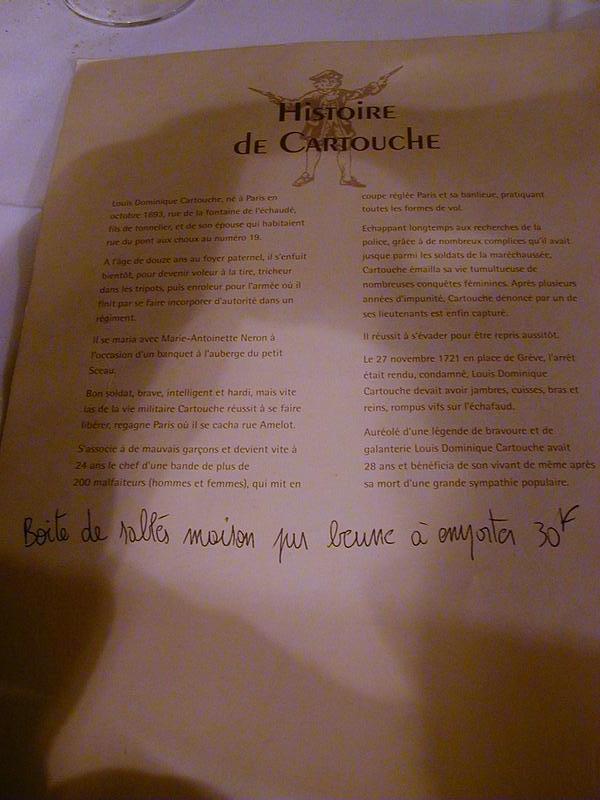 Histoire
de Cartouche
Louis Dominique Cartouche, né à Paris en
octobre 1693, rue de la fontaine de l'échaudé,
fils de tonnelier, et de son épouse qui habitaient
rue du pont aux choux au numéro 19.
A l'âge de douze ans au foyer paternel, il s'enfuit
bientôt, pour devenir voleur à la tire, tricheur
dans les tripots, puis enroleur pour l'armée où il
finit par se faire incorporer d'autorité dans un
régiment.
Il se maria avec Marie-Antoinette Neron à
l'occasion d'un banquet à l'auberge du petit
Sceau.
Bon soldat, brave, intelligent et hardi, mais vite
las de la vie militaire Cartouche réussit à se faire
libérer, regagne Paris où il se cacha rue Amelot.
S'associe à de mauvais garçons et devient vite à
24 ans le chef d'une bande de plus de
200 malfaiteurs (hommes et femmes), qui mit en
coupe réglée Paris et sa banlieue, pratiquant
toutes les formes de vol.
Echappant longtemps aux recherches de la
police, grâce à de nombreux complices qu'il avait
jusque parmi les soldats de la maréchaussée,
Cartouche émailla sa vie tumultueuse de
nombreuses conquêtes féminines. Après plusieurs
années d'impunité, Cartouche dénoncé par un de
ses lieutenants est enfin capturé.
Il réussit à s'évader pour être repris aussitôt.
Le 27 novembre 1721 en place de Grève, l'arrêt
était rendu, condamné, Louis Dominique
Cartouche devait avoir jambes, cuisses, bras et
reins, rompus vifs sur l'échafaud.
Auréolé d'une légende de bravoure et de
galanterie Louis Dominique Cartouche avait
28 ans et bénéficia de son vivant de même après
sa mort d'une grande sympathie populaire.
Boite de sablés maison pur beurre à emporter 30F